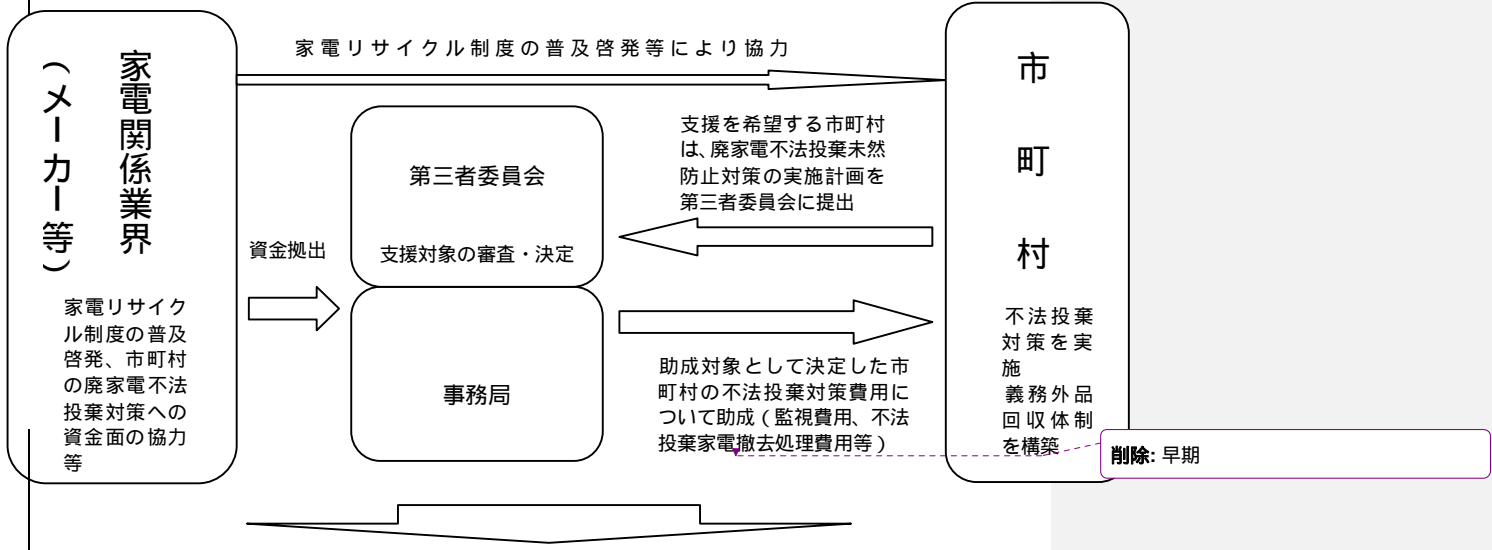 家電関係業界
（メーカー等）
家電リサイク
ル制度の普及
啓発、市町村
の廃家電不法
投棄対策への
資金面の協力
等
家電リサイクル制度の普及啓発等により協力
資金拠出
第三者委員会
支援対象の審査・決定
事務局
支援を希望する市町村
は、廃家電不法投棄未然
防止対策の実施計画を
第三者委員会に提出
助成対象として決定した市
町村の不法投棄対策費用に
ついて助成（監視費用、不法
投棄家電撤去処理費用等）
市町村
不法投棄
対策を実
施
義務外品
回収体制
を構築
削除: 早期